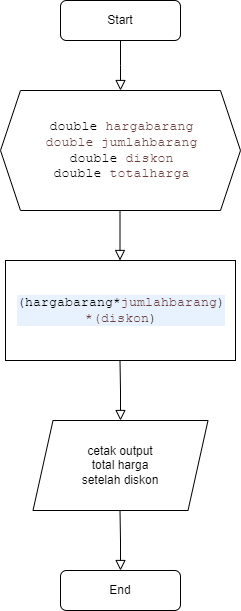 Start
double hargabarang
double jumlahbarang
double diskon
double totalharga
(hargabarang*jumlahbarang)
*(diskon)
cetak output
total harga
setelah diskon
End